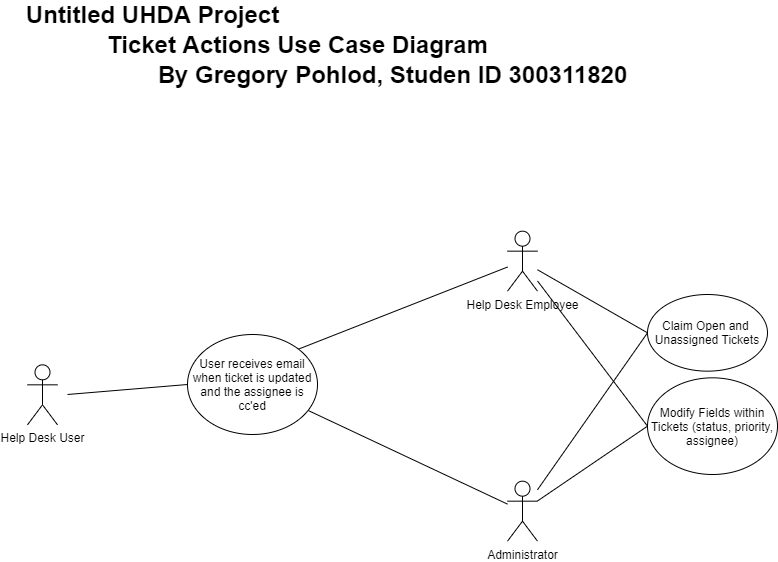 Untitled UHDA Project
Ticket Actions Use Case Diagram
By Gregory Pohlod, Studen ID 300311820
Help Desk Employee
Claim Open and
Unassigned Tickets
User receives email
when ticket is updated
and the assignee is
cc'ed
Help Desk User
Modify Fields within
Tickets (status, priority,
assignee)
Administrator